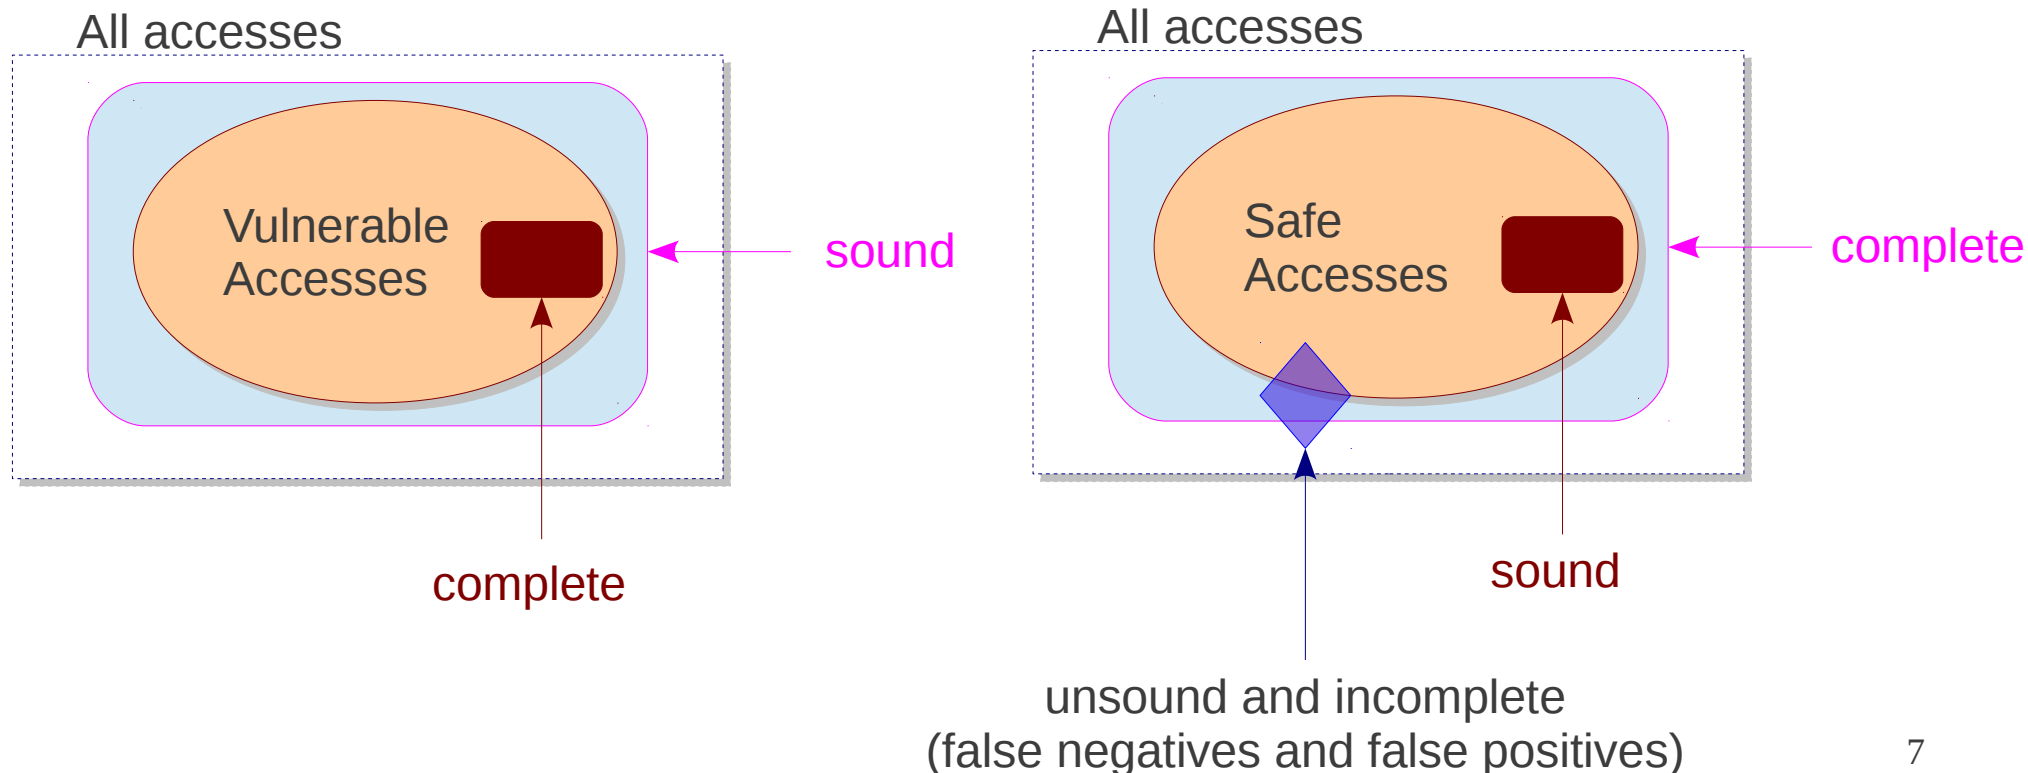 All accesses
Vulnerable
Accesses
sound
complete
All accesses
Safe
Accesses
complete
sound
unsound and incomplete
(false negatives and false positives)
7